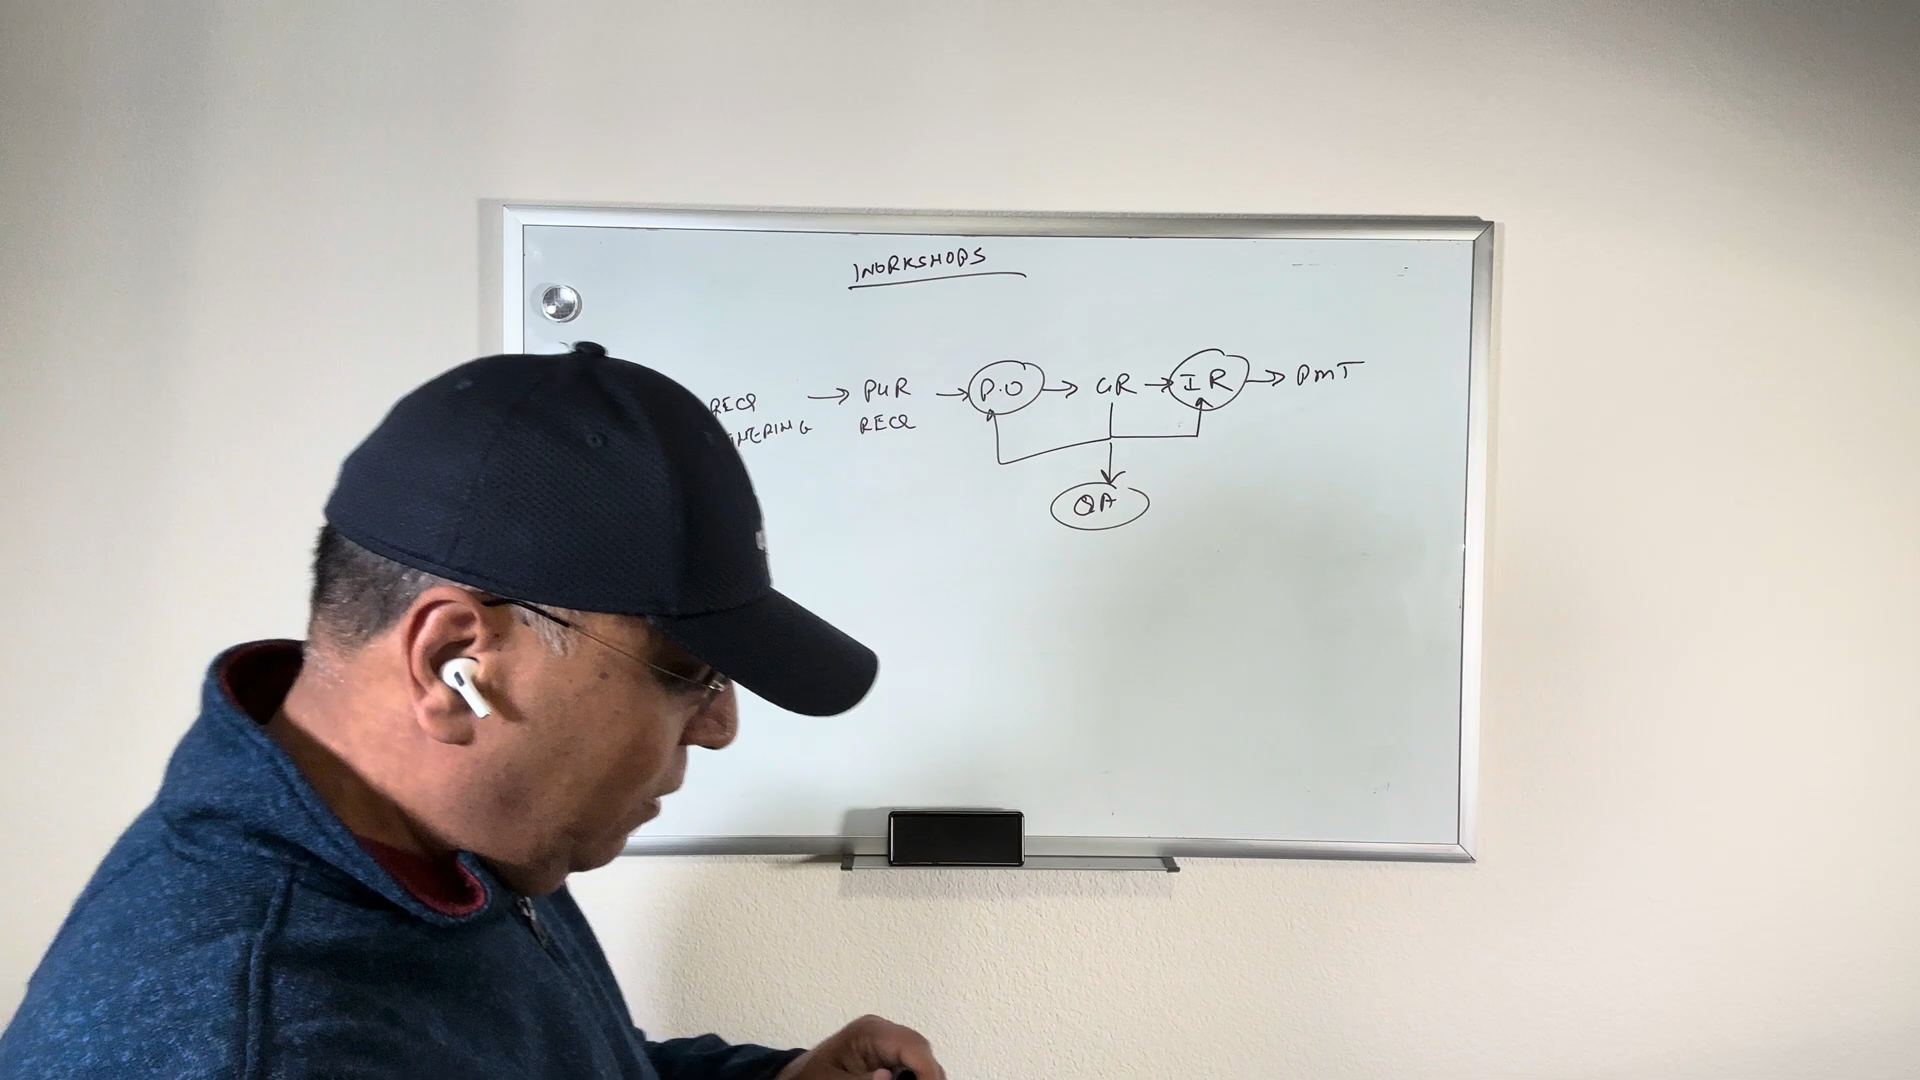 WORKSHOPS
REQ → PUR → P.O → GR → IR → PMT
REQ
QA